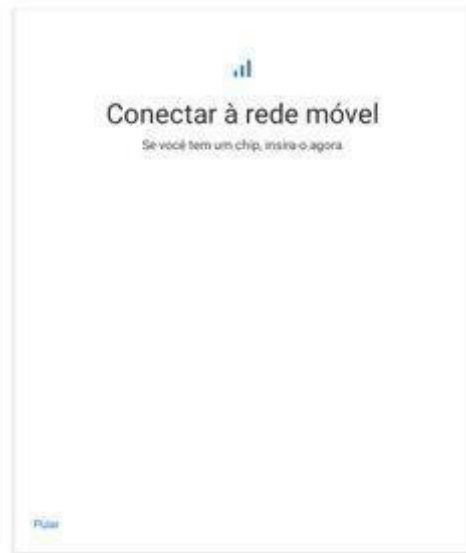 Conectar à rede móvel
Se você tem um chip, insira-o agora
Pular